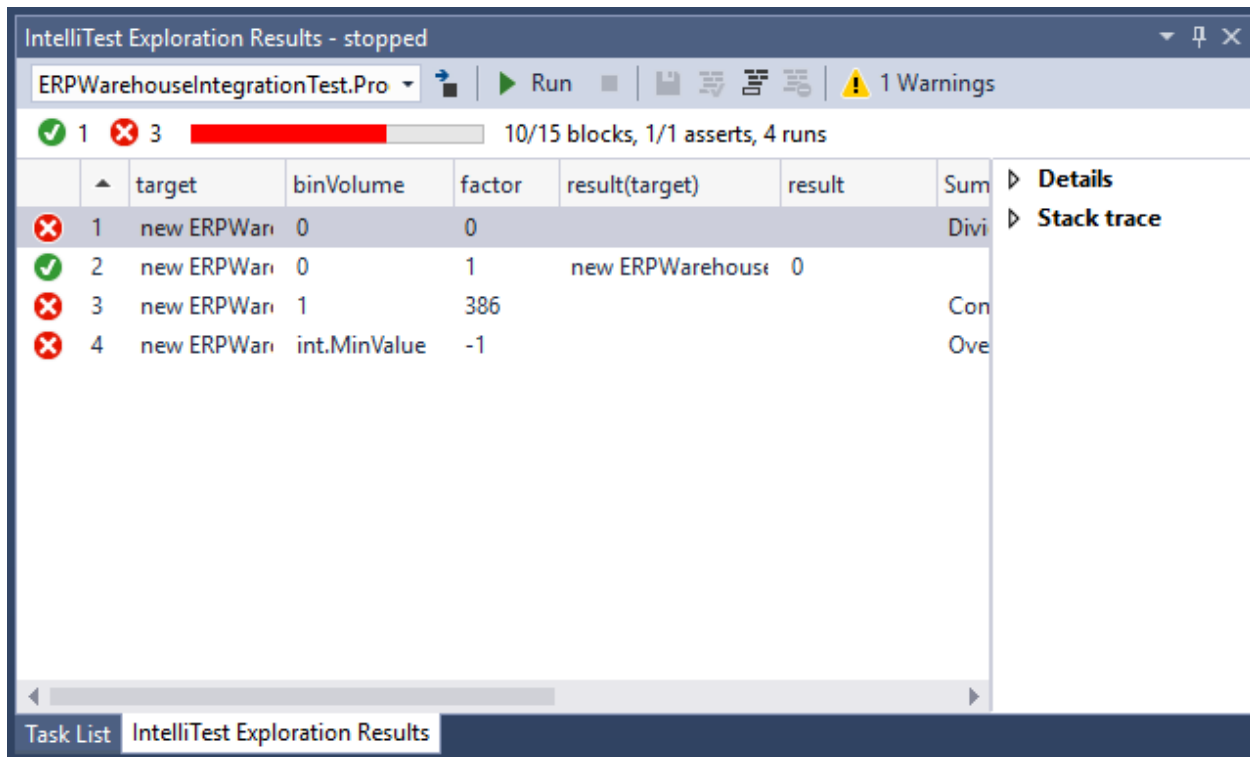 IntelliTest Exploration Results - stopped
ERPWarehouseIntegrationTest.Pro Run 1 Warnings
1 3 10/15 blocks, 1/1 asserts, 4 runs
target binVolume factor result(target) result Sum Details
1 new ERPWar 0 0 Divi Stack trace
2 new ERPWar 0 1 new ERPWarehouse 0
3 new ERPWar 1 386 Con
4 new ERPWar int.MinValue -1 Ove
Task List IntelliTest Exploration Results